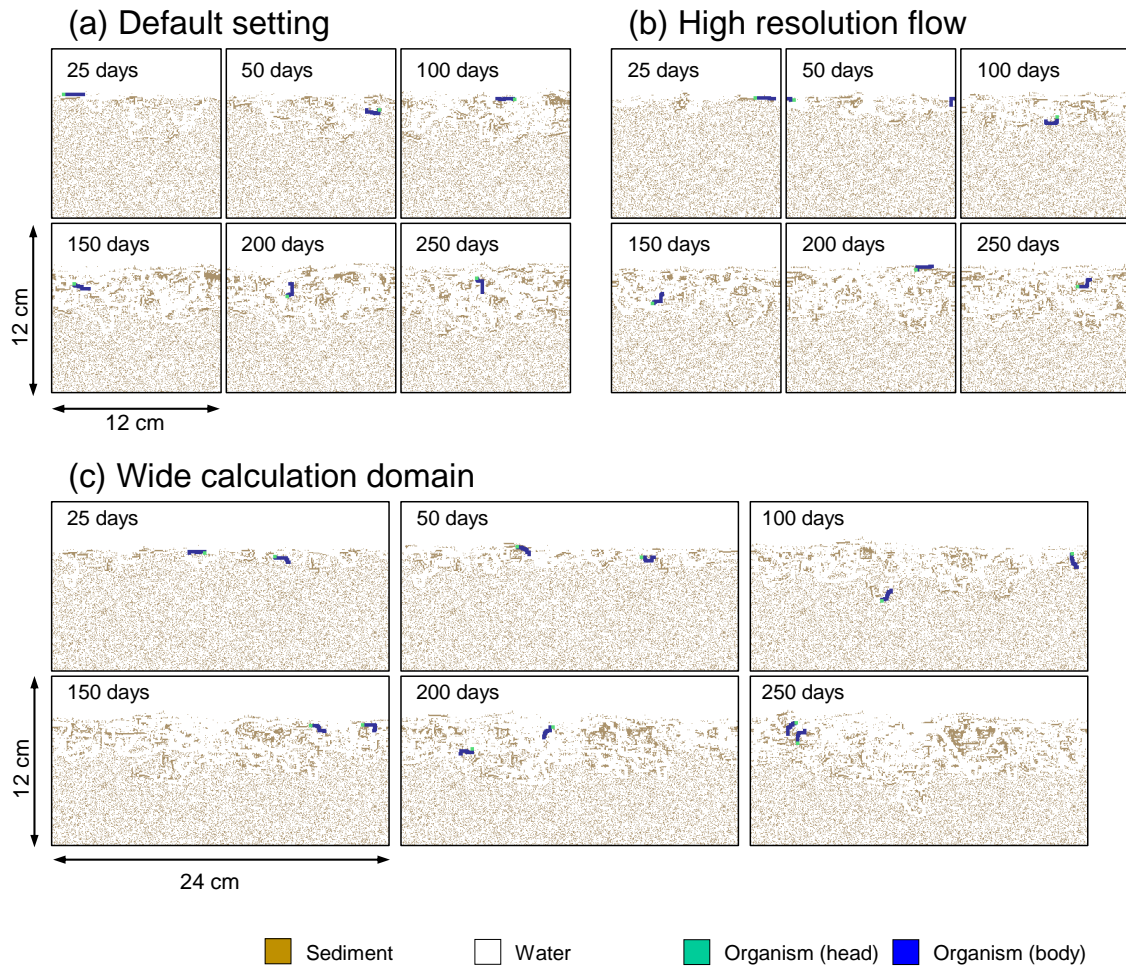 (a) Default setting
25 days
50 days
100 days
150 days
200 days
250 days
12 cm
12 cm
(b) High resolution flow
25 days
50 days
100 days
150 days
200 days
250 days
(c) Wide calculation domain
25 days
50 days
100 days
150 days
200 days
250 days
12 cm
24 cm
Sediment
Water
Organism (head)
Organism (body)